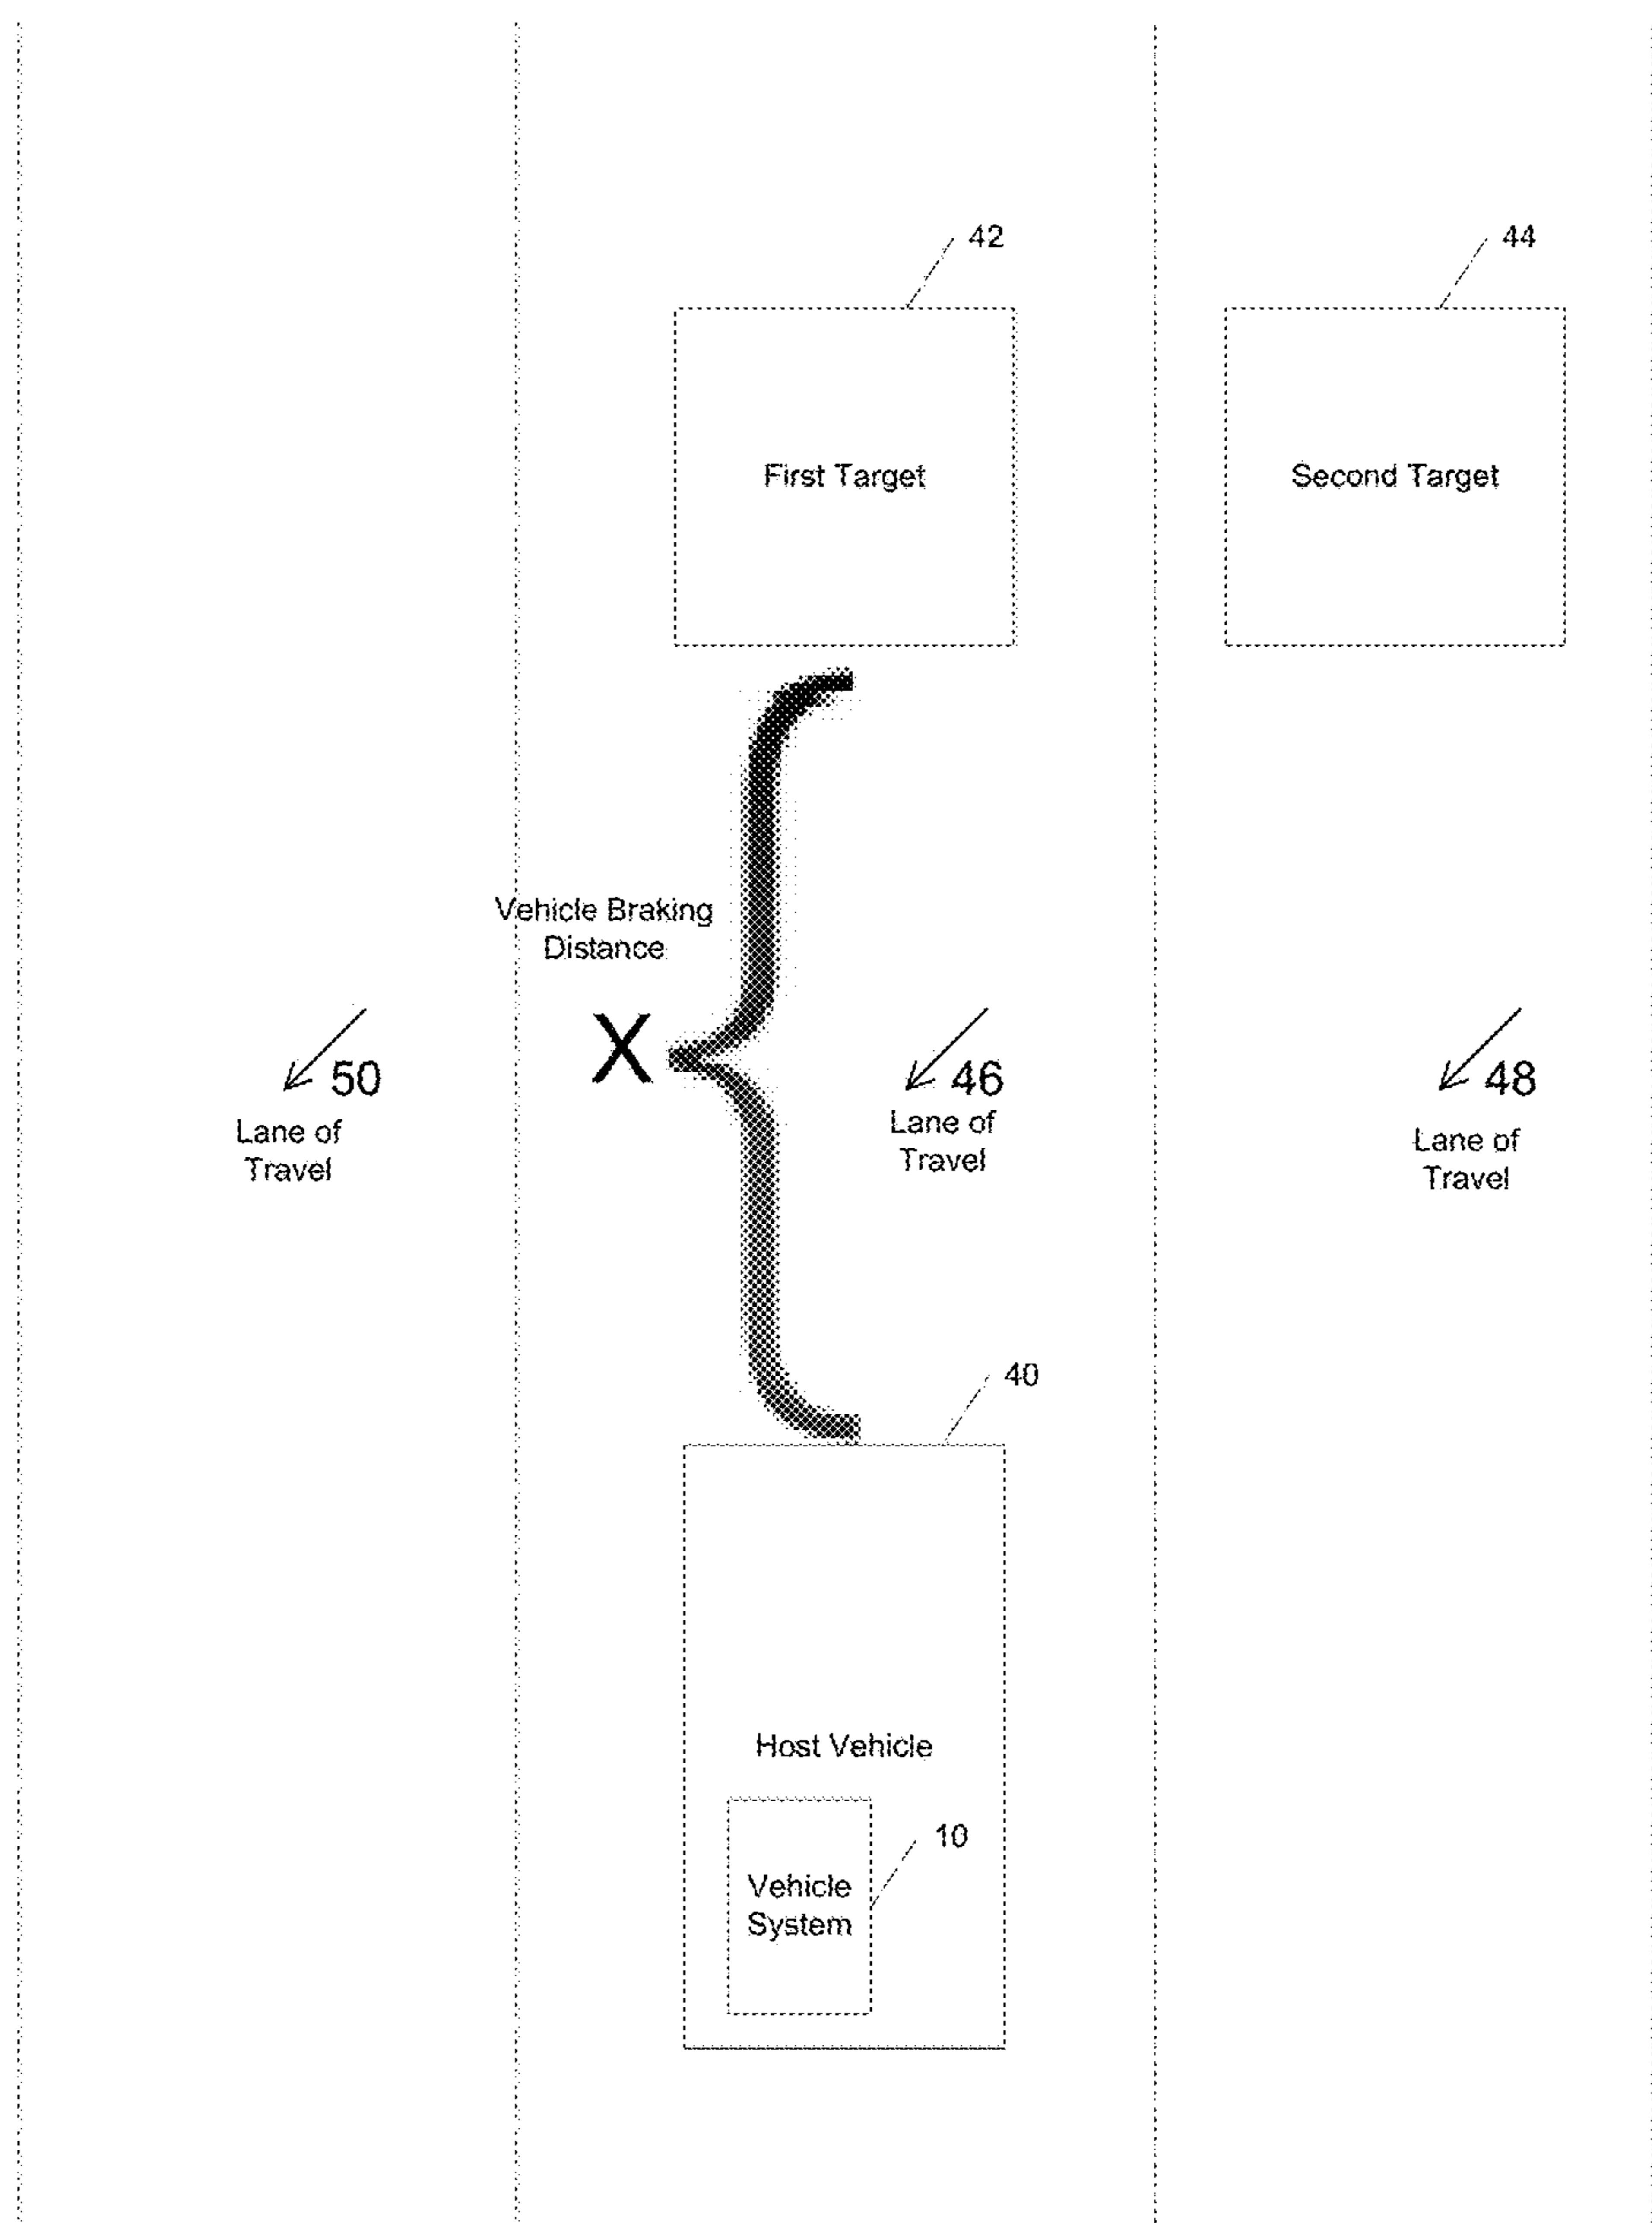 42
44
First Target
Second Target
Vehicle Braking
Distance
X
50
Lane of
Travel
46
Lane of
Travel
48
Lane of
Travel
40
Host Vehicle
10
Vehicle
System